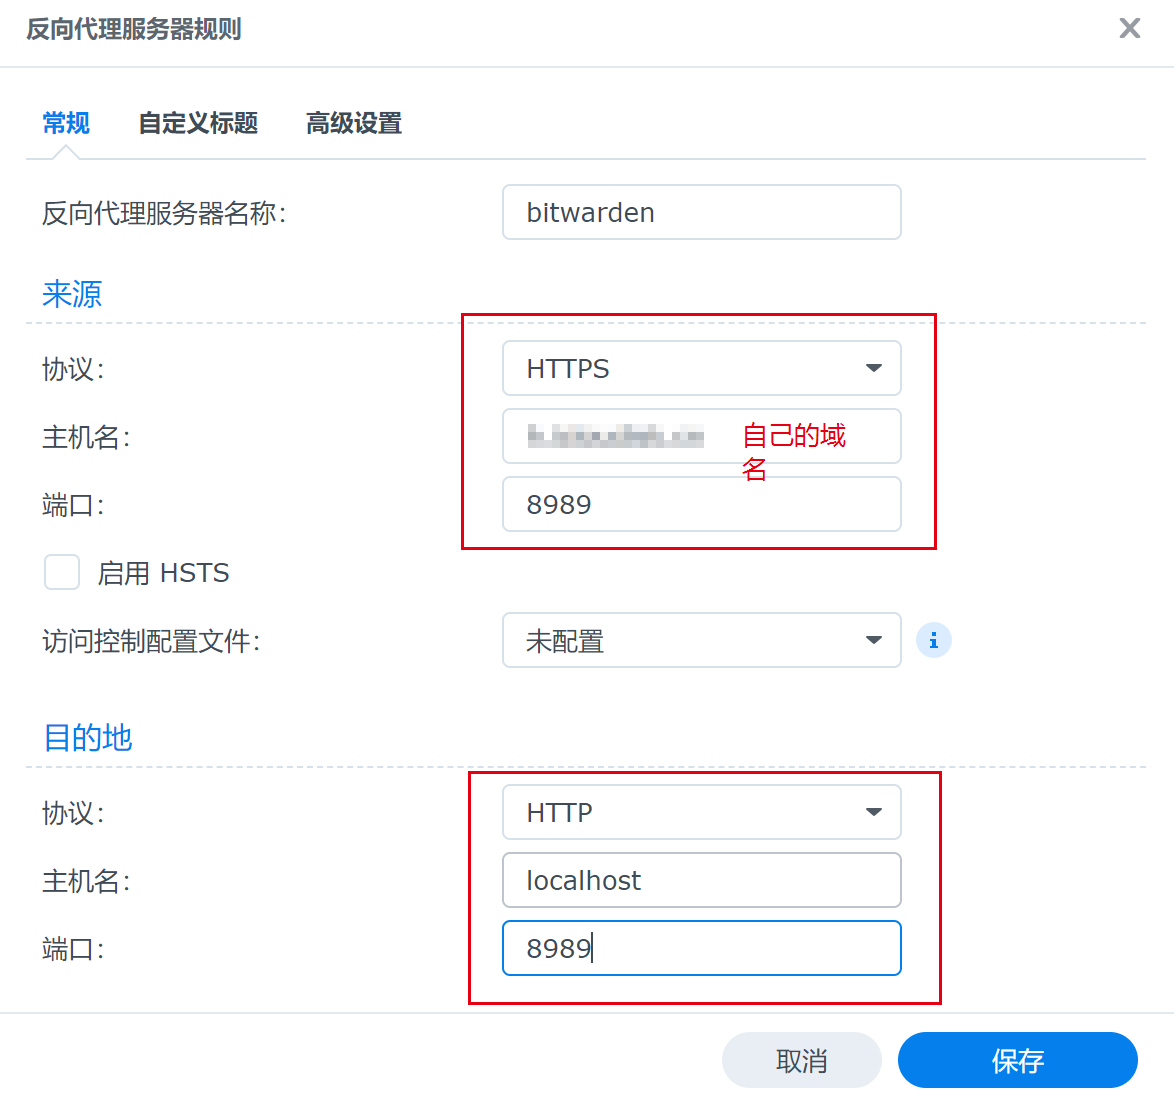 反向代理服务器规则
常规 自定义标题 高级设置
反向代理服务器名称: bitwarden
来源
协议: HTTPS
主机名: 自己的域
名
端口: 8989
启用 HSTS
访问控制配置文件: 未配置
目的地
协议: HTTP
主机名: localhost
端口: 8989
取消 保存